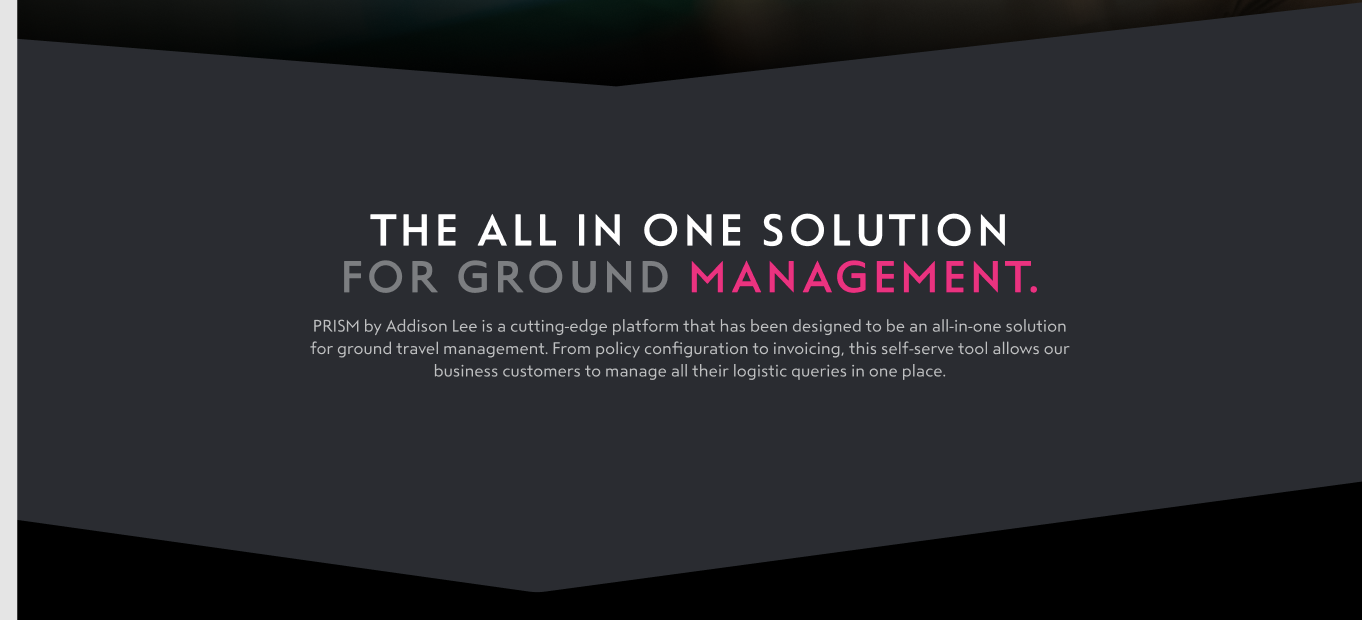 THE ALL IN ONE SOLUTION
FOR GROUND MANAGEMENT.
PRISM by Addison Lee is a cutting-edge platform that has been designed to be an all-in-one solution
for ground travel management. From policy configuration to invoicing, this self-serve tool allows our
business customers to manage all their logistic queries in one place.